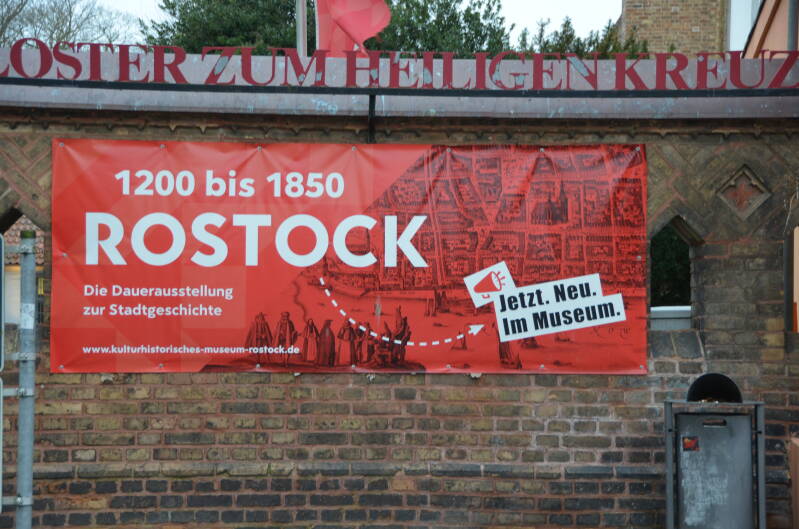 OSTER ZUM HEILIGEN KREUZ
1200 bis 1850
ROSTOCK
Die Dauerausstellung
zur Stadtgeschichte
www.kulturhistorisches-museum-rostock.de
Jetzt. Neu.
Im Museum.